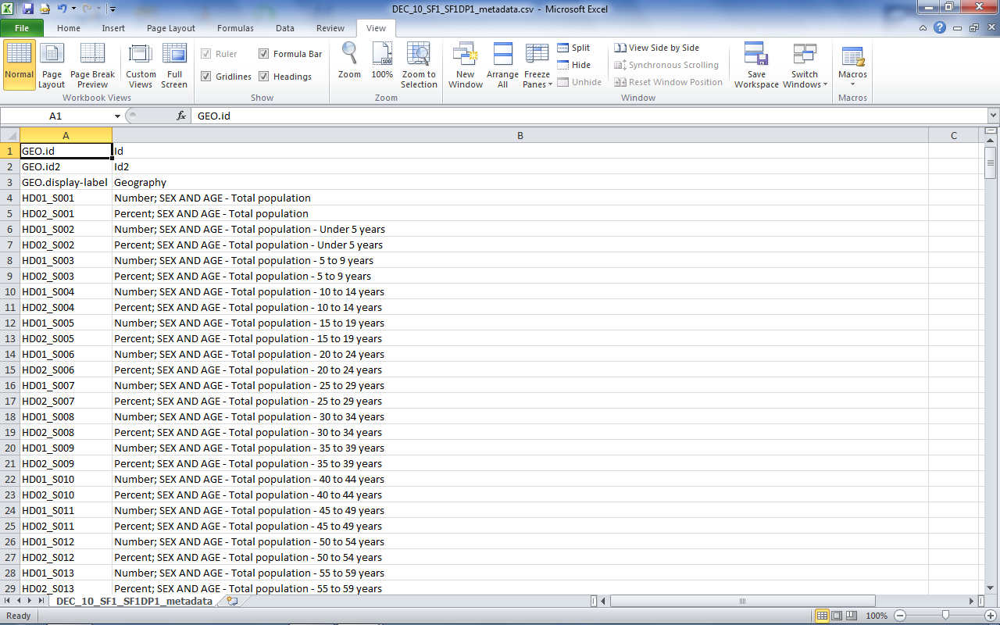 DEC_10_SF1_SF1DP1_metadata.csv - Microsoft Excel
File Home Insert Page Layout Formulas Data Review View
Normal Page Layout Page Break Preview Custom Views Full Screen
Workbook Views
Ruler Formula Bar
Gridlines Headings
Show
Zoom 100% Zoom to Selection
Zoom
New Window Arrange All Freeze Panes
Split
Hide
Unhide
View Side by Side
Synchronous Scrolling
Reset Window Position
Window
Save Workspace Switch Windows
Macros
Macros
A1 fx GEO.id
A B C
1 GEO.id Id
2 GEO.id2 Id2
3 GEO.display-label Geography
4 HD01_S001 Number; SEX AND AGE - Total population
5 HD02_S001 Percent; SEX AND AGE - Total population
6 HD01_S002 Number; SEX AND AGE - Total population - Under 5 years
7 HD02_S002 Percent; SEX AND AGE - Total population - Under 5 years
8 HD01_S003 Number; SEX AND AGE - Total population - 5 to 9 years
9 HD02_S003 Percent; SEX AND AGE - Total population - 5 to 9 years
10 HD01_S004 Number; SEX AND AGE - Total population - 10 to 14 years
11 HD02_S004 Percent; SEX AND AGE - Total population - 10 to 14 years
12 HD01_S005 Number; SEX AND AGE - Total population - 15 to 19 years
13 HD02_S005 Percent; SEX AND AGE - Total population - 15 to 19 years
14 HD01_S006 Number; SEX AND AGE - Total population - 20 to 24 years
15 HD02_S006 Percent; SEX AND AGE - Total population - 20 to 24 years
16 HD01_S007 Number; SEX AND AGE - Total population - 25 to 29 years
17 HD02_S007 Percent; SEX AND AGE - Total population - 25 to 29 years
18 HD01_S008 Number; SEX AND AGE - Total population - 30 to 34 years
19 HD02_S008 Percent; SEX AND AGE - Total population - 30 to 34 years
20 HD01_S009 Number; SEX AND AGE - Total population - 35 to 39 years
21 HD02_S009 Percent; SEX AND AGE - Total population - 35 to 39 years
22 HD01_S010 Number; SEX AND AGE - Total population - 40 to 44 years
23 HD02_S010 Percent; SEX AND AGE - Total population - 40 to 44 years
24 HD01_S011 Number; SEX AND AGE - Total population - 45 to 49 years
25 HD02_S011 Percent; SEX AND AGE - Total population - 45 to 49 years
26 HD01_S012 Number; SEX AND AGE - Total population - 50 to 54 years
27 HD02_S012 Percent; SEX AND AGE - Total population - 50 to 54 years
28 HD01_S013 Number; SEX AND AGE - Total population - 55 to 59 years
29 HD02_S013 Percent; SEX AND AGE - Total population - 55 to 59 years
DEC_10_SF1_SF1DP1_metadata
Ready 100%